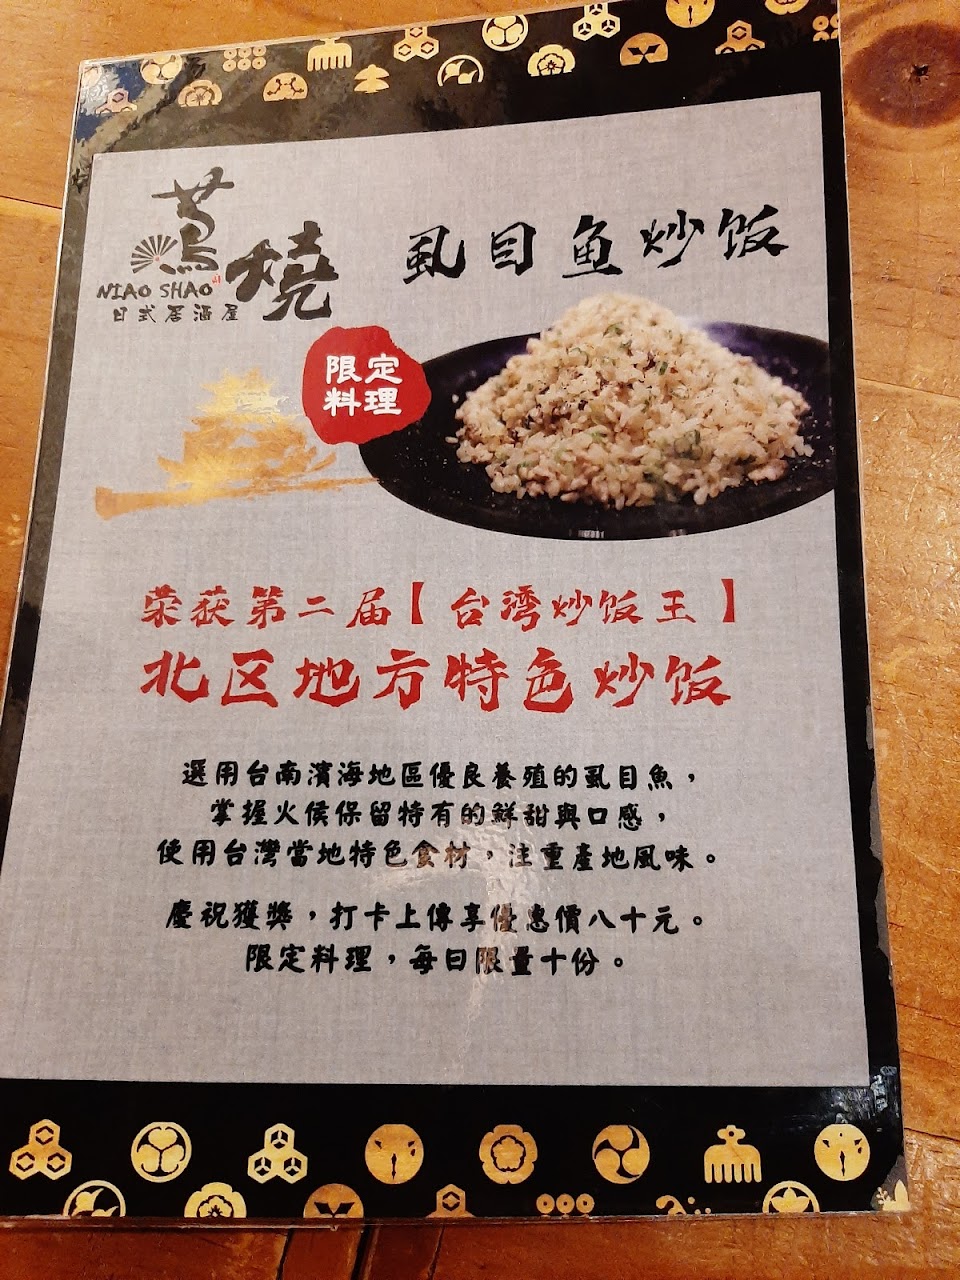 蔦燒
NIAO SHAO
日式居酒屋
虱目鱼炒饭
限定
料理
荣获第二届【台湾炒饭王】
北区地方特色炒饭
選用台南濱海地區優良養殖的虱目魚，
掌握火侯保留特有的鮮甜與口感，
使用台灣當地特色食材，注重產地風味。
慶祝獲獎，打卡上傳享優惠價八十元。
限定料理，每日限量十份。